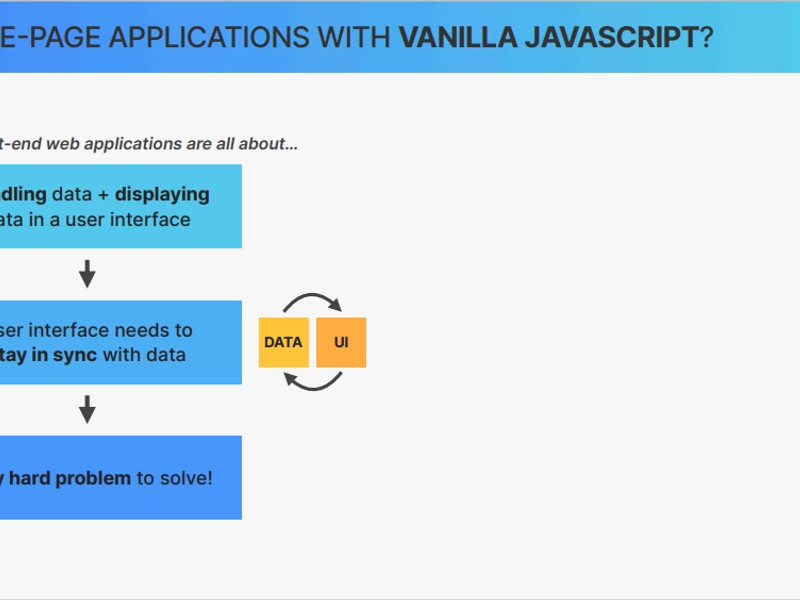 E-PAGE APPLICATIONS WITH VANILLA JAVASCRIPT?
t-end web applications are all about...
dling data + displaying
ata in a user interface
ser interface needs to
tay in sync with data
DATA
UI
y hard problem to solve!